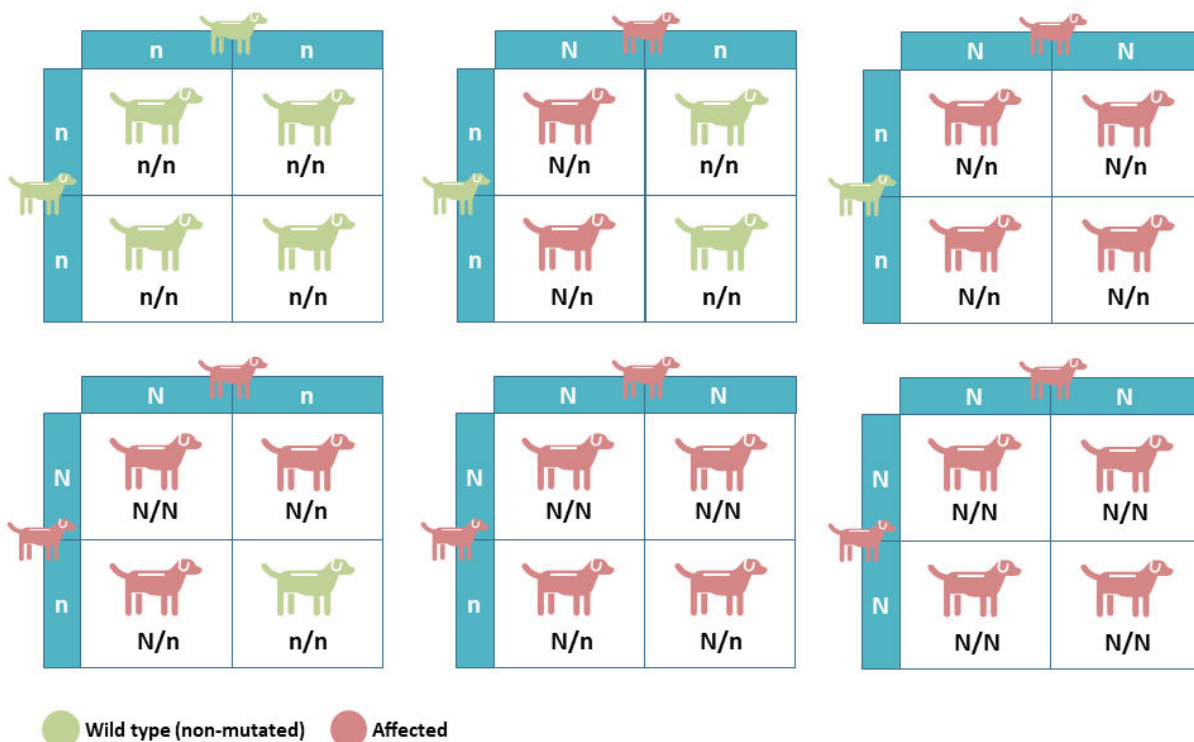 n n N n N N
n n/n n/n n N/n n/n n N/n N/n
n n/n n/n n N/n n/n n N/n N/n
N n N N N N
N N/N N/n N N/N N/N N N/N N/N
n N/n n/n n N/n N/n N N/N N/N
Wild type (non-mutated) Affected